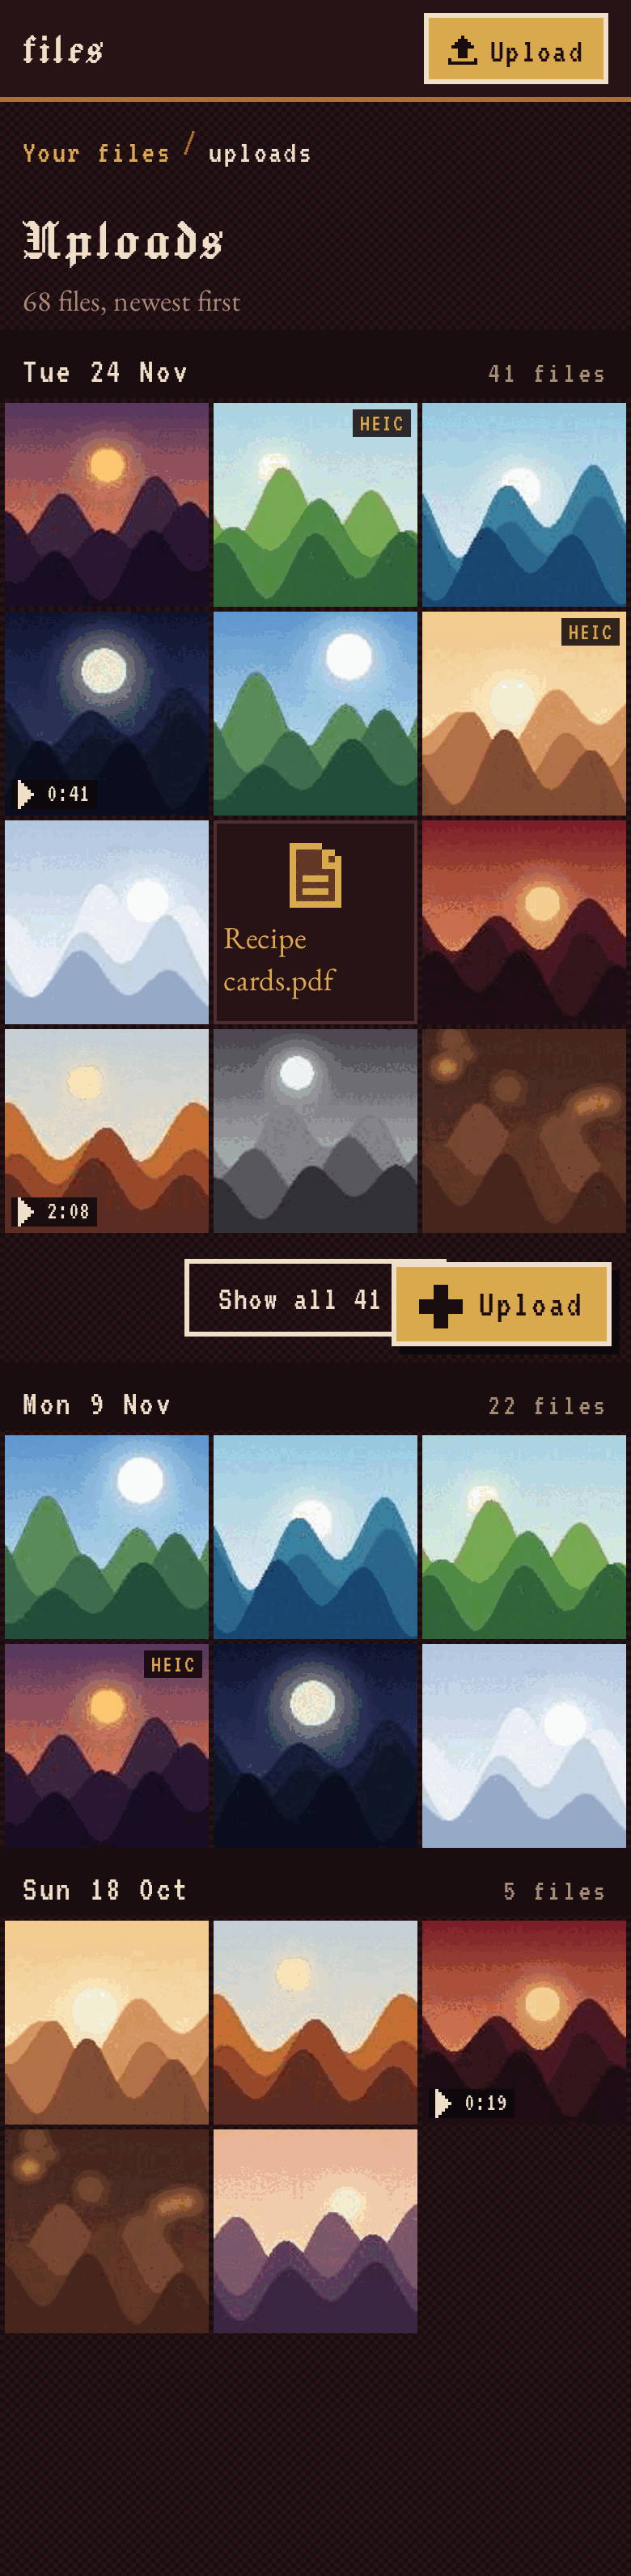 files
Upload
Your files / uploads
Uploads
68 files, newest first
Tue 24 Nov
41 files
HEIC
0:41
HEIC
Recipe
cards.pdf
2:08
Show all 41
Upload
Mon 9 Nov
22 files
HEIC
Sun 18 Oct
5 files
0:19